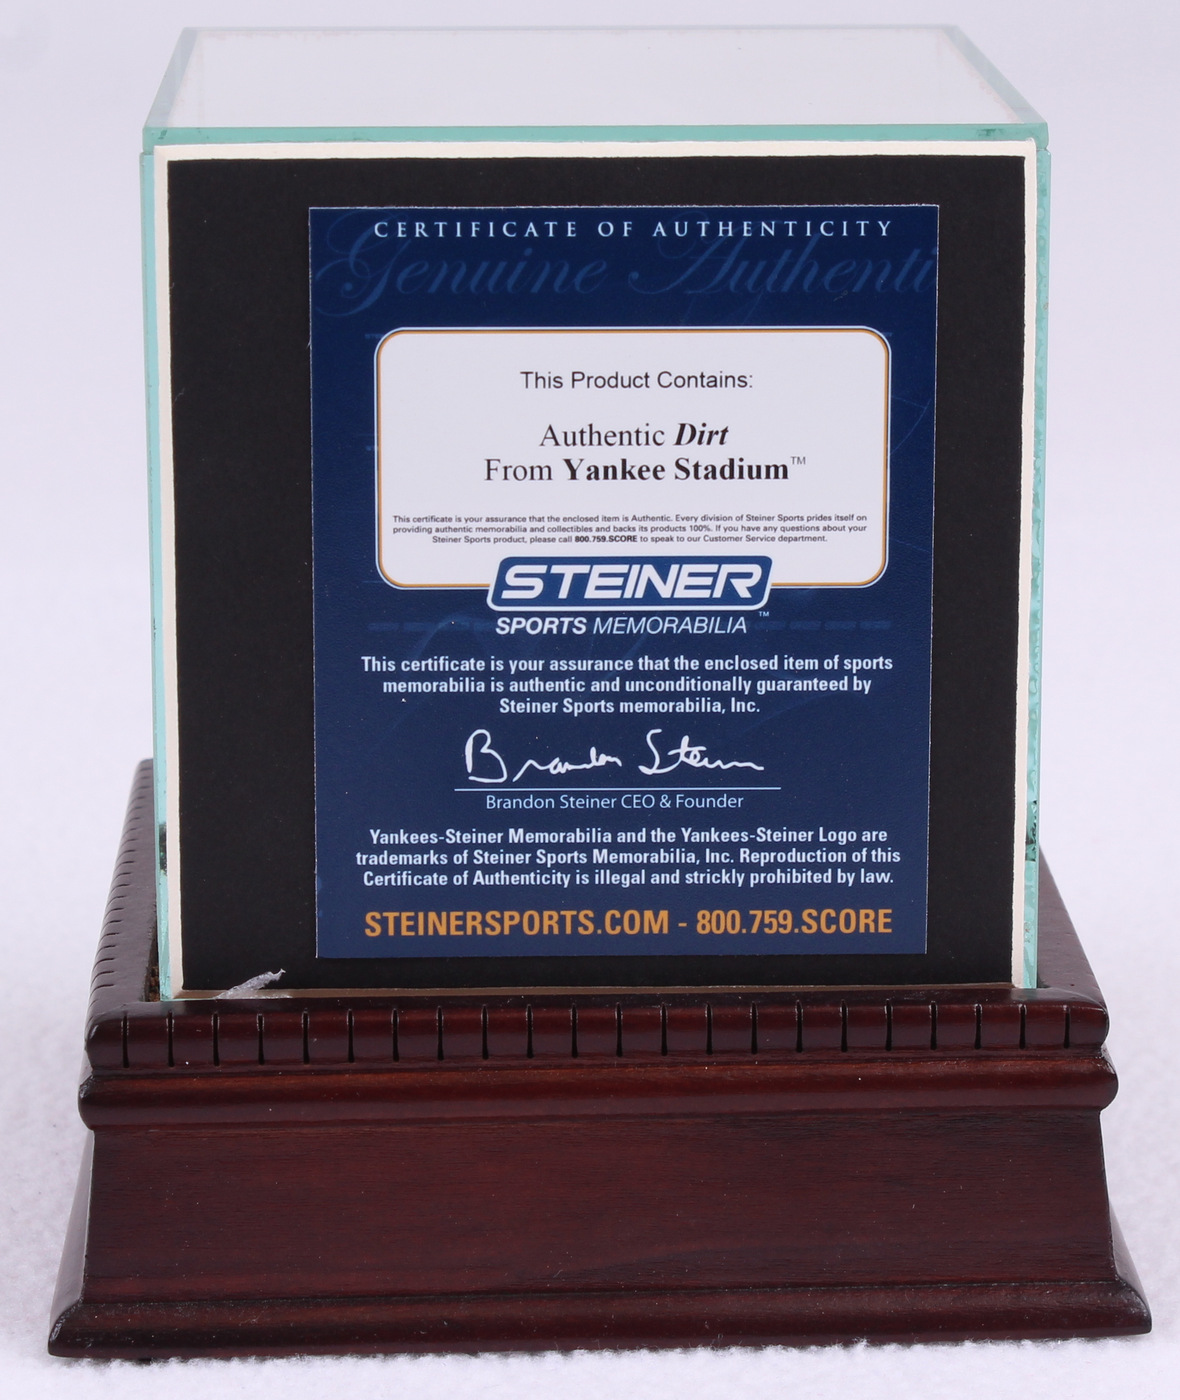 CERTIFICATE OF AUTHENTICITY
Genuine Authenti
This Product Contains:
Authentic Dirt
From Yankee Stadium™
This certificate is your assurance that the enclosed item is Authentic. Every division of Steiner Sports prides itself on
providing authentic memorabilia and collectibles and backs its products 100%. If you have any questions about your
Steiner Sports product, please call 800.759.SCORE to speak to our Customer Service department.
STEINER™
SPORTS MEMORABILIA
This certificate is your assurance that the enclosed item of sports
memorabilia is authentic and unconditionally guaranteed by
Steiner Sports memorabilia, Inc.
Brandon Steiner
Brandon Steiner CEO & Founder
Yankees-Steiner Memorabilia and the Yankees-Steiner Logo are
trademarks of Steiner Sports Memorabilia, Inc. Reproduction of this
Certificate of Authenticity is illegal and strickly prohibited by law.
STEINERSPORTS.COM - 800.759.SCORE